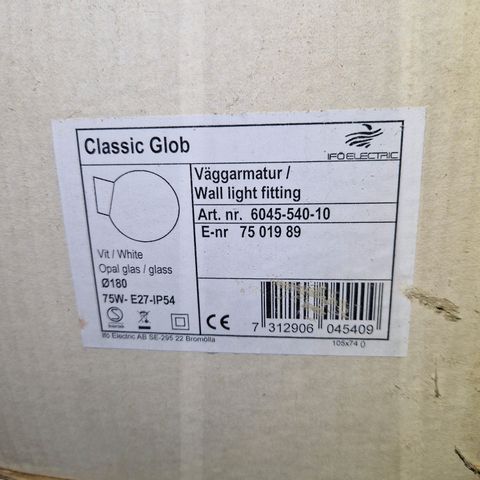 Classic Glob
IFÖ ELECTRIC
Väggarmatur /
Wall light fitting
Art. nr. 6045-540-10
E-nr 75 019 89
Vit / White
Opal glas / glass
Ø180
75W- E27-IP54
S
CE
7 312906 045409
Ifö Electric AB SE-295 22 Bromölla
105x74 ()